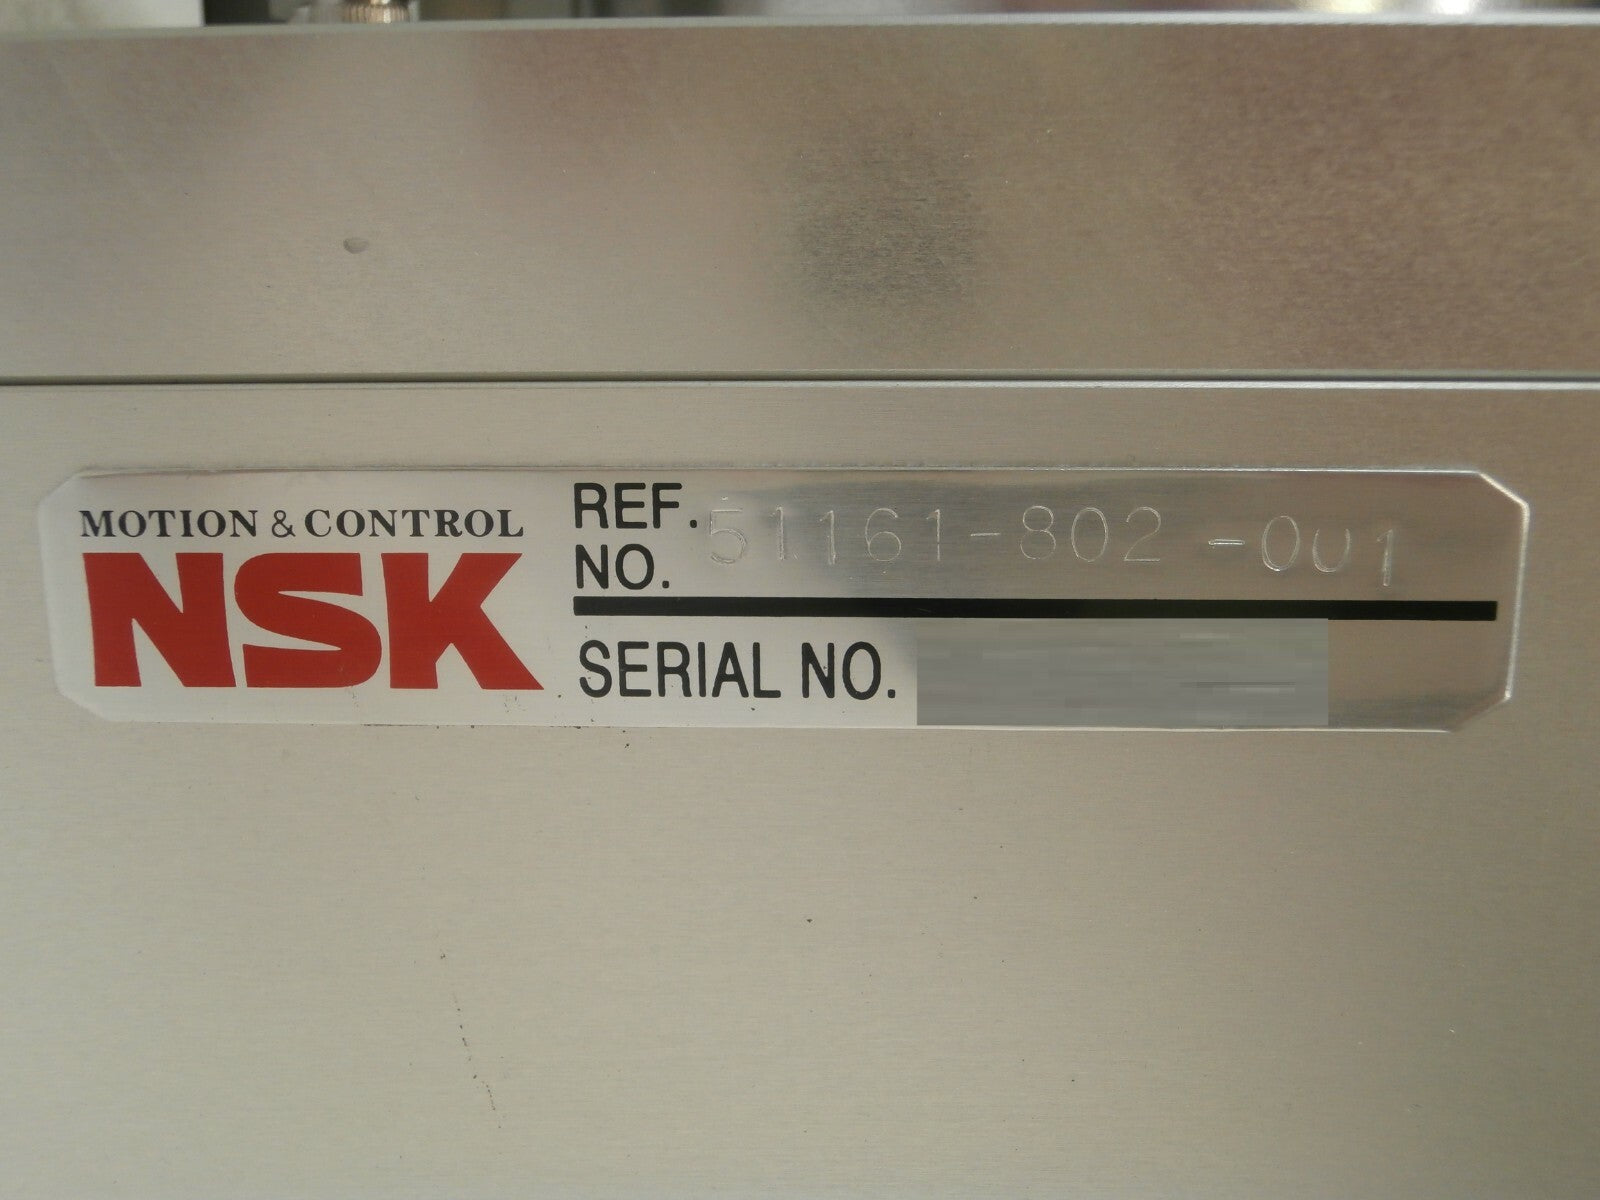 MOTION & CONTROL
NSK
REF. NO. 51161-802-001
SERIAL NO.